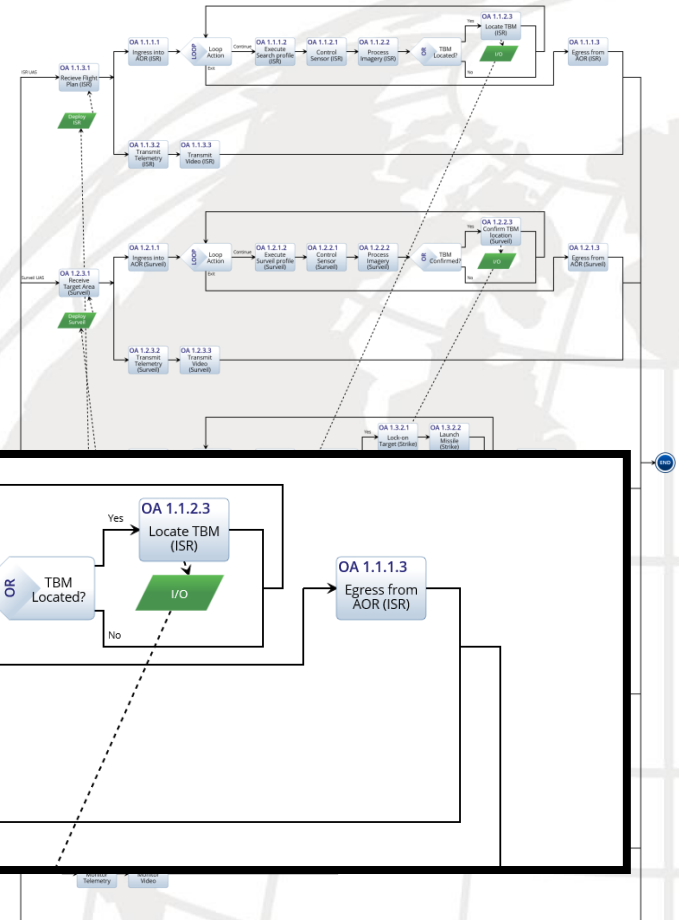 Yes
OA 1.1.2.3
Locate TBM
(ISR)
I/O
No
ISR UAS
OA 1.1.3.1
Recieve Flight
Plan (ISR)
Deploy
ISR
OA 1.1.1.1
Ingress into
AOR (ISR)
LOOP
Loop
Action
Continue
Exit
OA 1.1.1.2
Execute
Search profile
(ISR)
OA 1.1.2.1
Control
Sensor (ISR)
OA 1.1.2.2
Process
Imagery (ISR)
OR
TBM
Located?
OA 1.1.1.3
Egress from
AOR (ISR)
OA 1.1.3.2
Transmit
Telemetry
(ISR)
OA 1.1.3.3
Transmit
Video (ISR)
Surveil UAS
OA 1.2.3.1
Receive
Target Area
(Surveil)
Deploy
Surveil
OA 1.2.1.1
Ingress into
AOR (Surveil)
LOOP
Loop
Action
Continue
Exit
OA 1.2.1.2
Execute
Surveil profile
(Surveil)
OA 1.2.2.1
Control
Sensor
(Surveil)
OA 1.2.2.2
Process
Imagery
(Surveil)
OR
TBM
Confirmed?
Yes
OA 1.2.2.3
Confirm TBM
location
(Surveil)
I/O
No
OA 1.2.1.3
Egress from
AOR (Surveil)
OA 1.2.3.2
Transmit
Telemetry
(Surveil)
OA 1.2.3.3
Transmit
Video
(Surveil)
Yes
OA 1.3.2.1
Lock-on
Target (Strike)
OA 1.3.2.2
Launch
Missile
(Strike)
END
OR
TBM
Located?
Yes
OA 1.1.2.3
Locate TBM
(ISR)
I/O
No
OA 1.1.1.3
Egress from
AOR (ISR)
Monitor
Telemetry
Monitor
Video